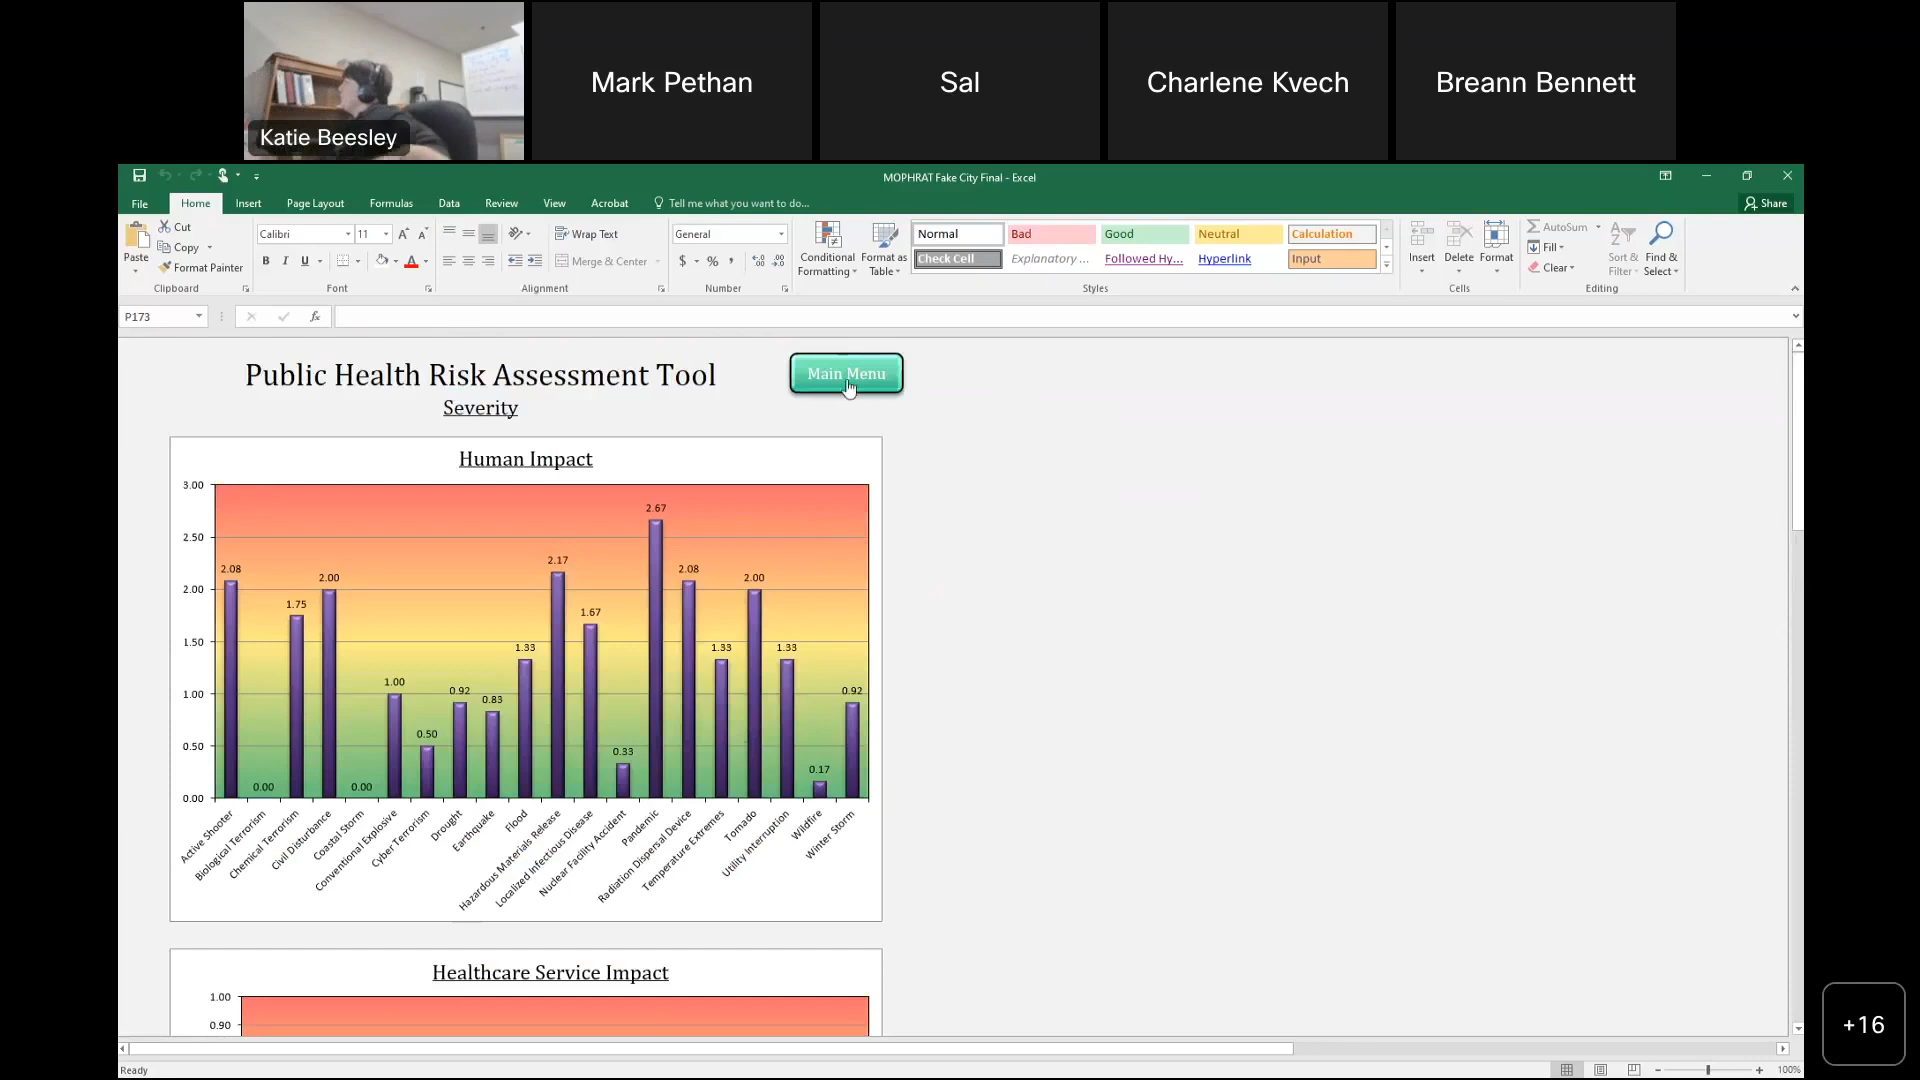 Katie Beesley
Mark Pethan
Sal
Charlene Kvech
Breann Bennett
MOPHRAT Fake City Final - Excel
File Home Insert Page Layout Formulas Data Review View Acrobat Tell me what you want to do... Share
Paste
Cut
Copy
Format Painter
Clipboard
Calibri 11
B I U
Font
Wrap Text
Merge & Center
Alignment
General
$ % ,
Number
Conditional Formatting
Format as Table
Normal Bad Good Neutral Calculation
Check Cell Explanatory ... Followed Hy... Hyperlink Input
Styles
Insert Delete Format
Cells
AutoSum
Fill
Clear
Sort & Filter
Find & Select
Editing
P173
fx
Public Health Risk Assessment Tool
Main Menu
Severity
Human Impact
3.00
2.50
2.00
1.50
1.00
0.50
0.00
2.08
0.00
1.75
2.00
0.00
1.00
0.50
0.92
0.83
1.33
2.17
1.67
0.33
2.67
2.08
1.33
2.00
1.33
0.17
0.92
Active Shooter
Biological Terrorism
Chemical Terrorism
Civil Disturbance
Coastal Storm
Conventional Explosive
Cyber Terrorism
Drought
Earthquake
Flood
Hazardous Materials Release
Localized Infectious Disease
Nuclear Facility Accident
Pandemic
Radiation Dispersal Device
Temperature Extremes
Tornado
Utility Interruption
Wildfire
Winter Storm
Healthcare Service Impact
1.00
0.90
+16
Ready
100%